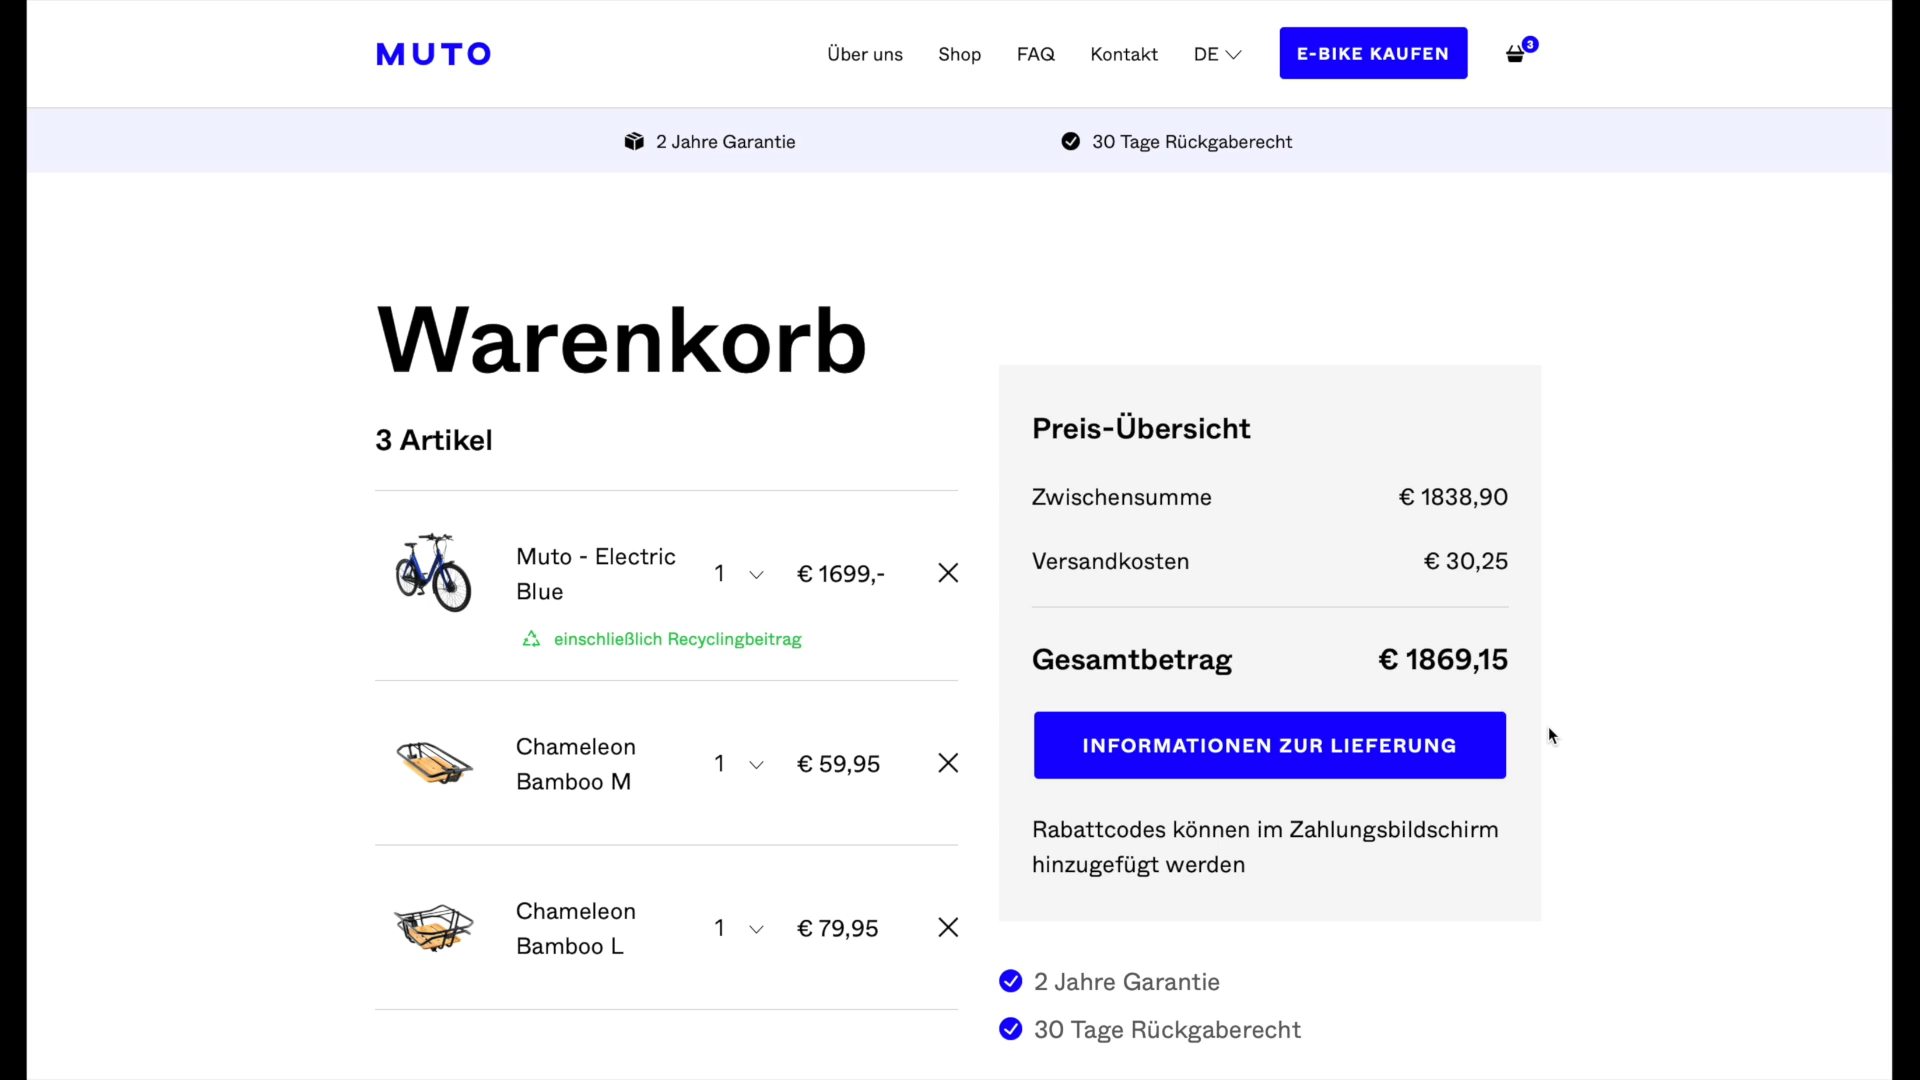 MUTO
Über uns
Shop
FAQ
Kontakt
DE
E-BIKE KAUFEN
3
2 Jahre Garantie
30 Tage Rückgaberecht
Warenkorb
3 Artikel
Muto - Electric
Blue
1
€ 1699,-
einschließlich Recyclingbeitrag
Chameleon
Bamboo M
1
€ 59,95
Chameleon
Bamboo L
1
€ 79,95
Preis-Übersicht
Zwischensumme
€ 1838,90
Versandkosten
€ 30,25
Gesamtbetrag
€ 1869,15
INFORMATIONEN ZUR LIEFERUNG
Rabattcodes können im Zahlungsbildschirm
hinzugefügt werden
2 Jahre Garantie
30 Tage Rückgaberecht